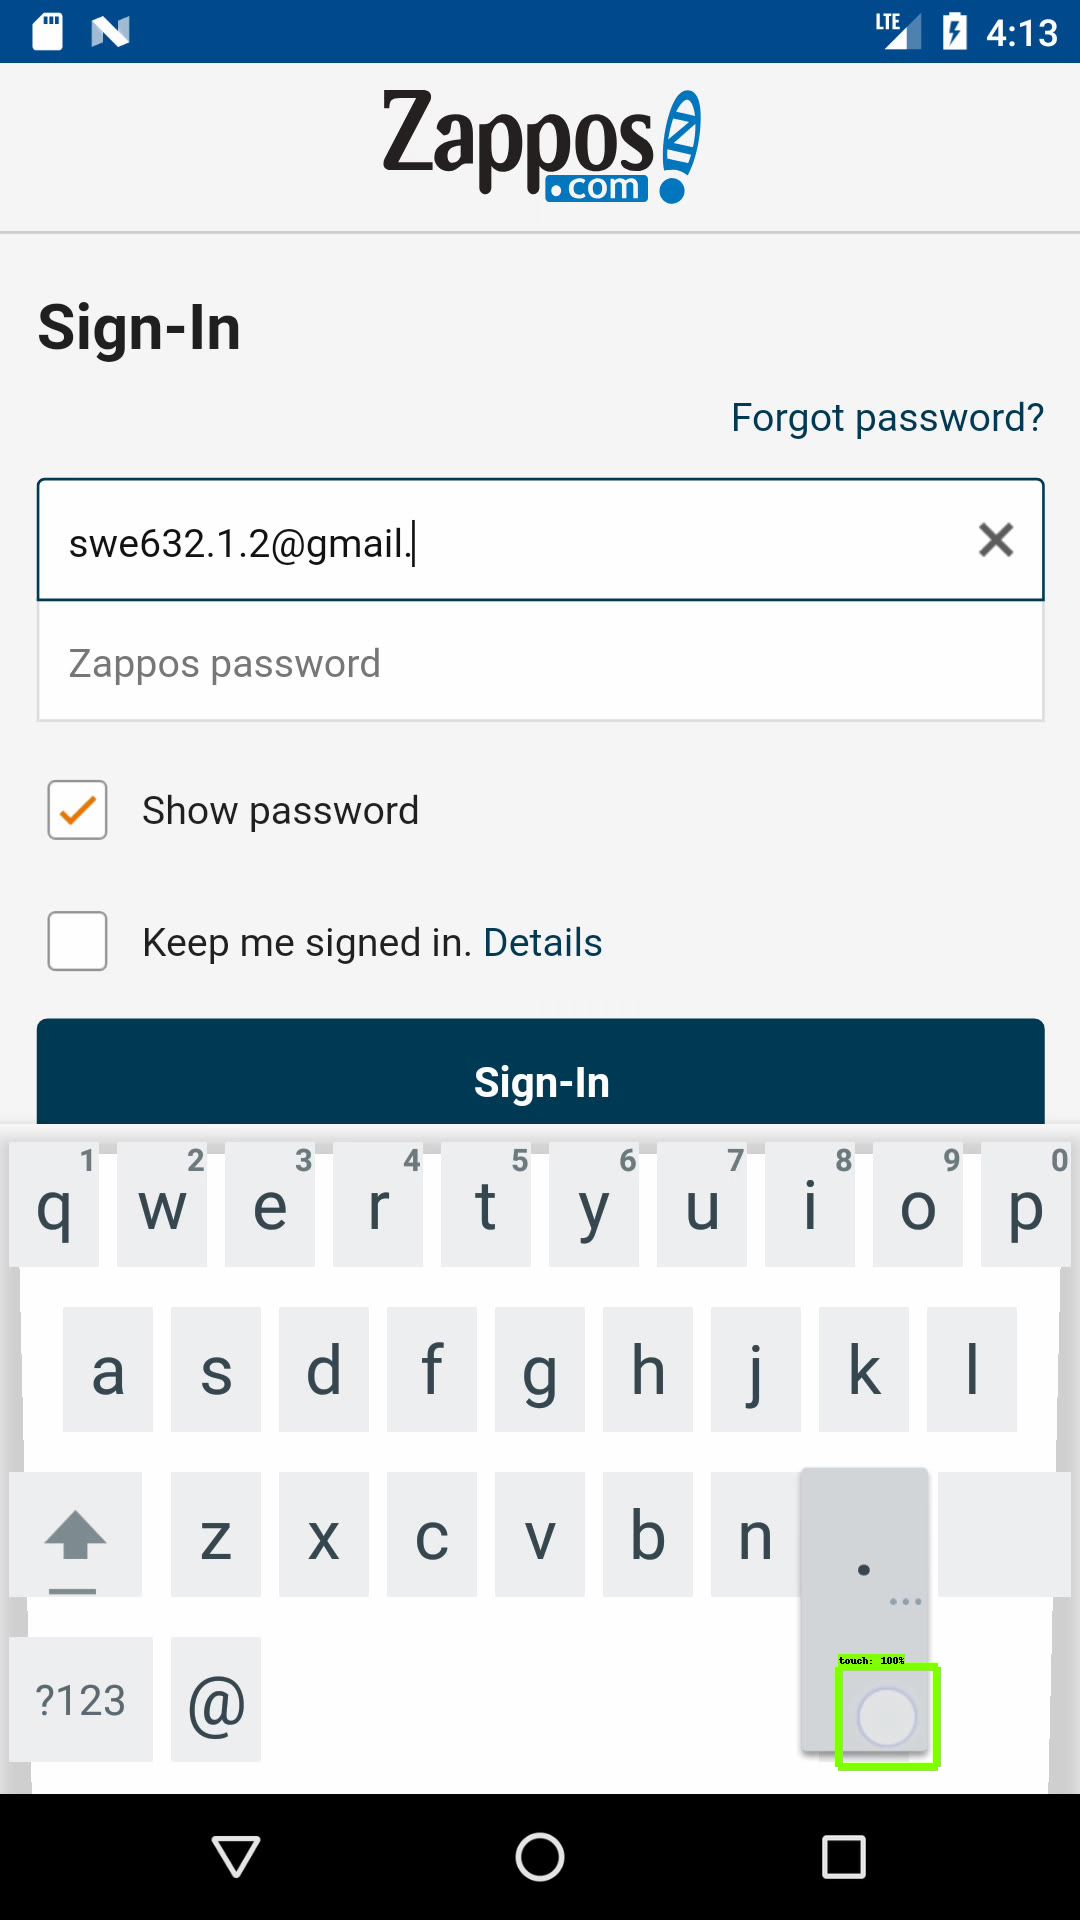 LTE 4:13
Zappos
.com
Sign-In
Forgot password?
swe632.1.2@gmail.
Zappos password
Show password
Keep me signed in. Details
Sign-In
1 2 3 4 5 6 7 8 9 0
q w e r t y u i o p
a s d f g h j k l
z x c v b n .
...
touch: 100%
?123 @